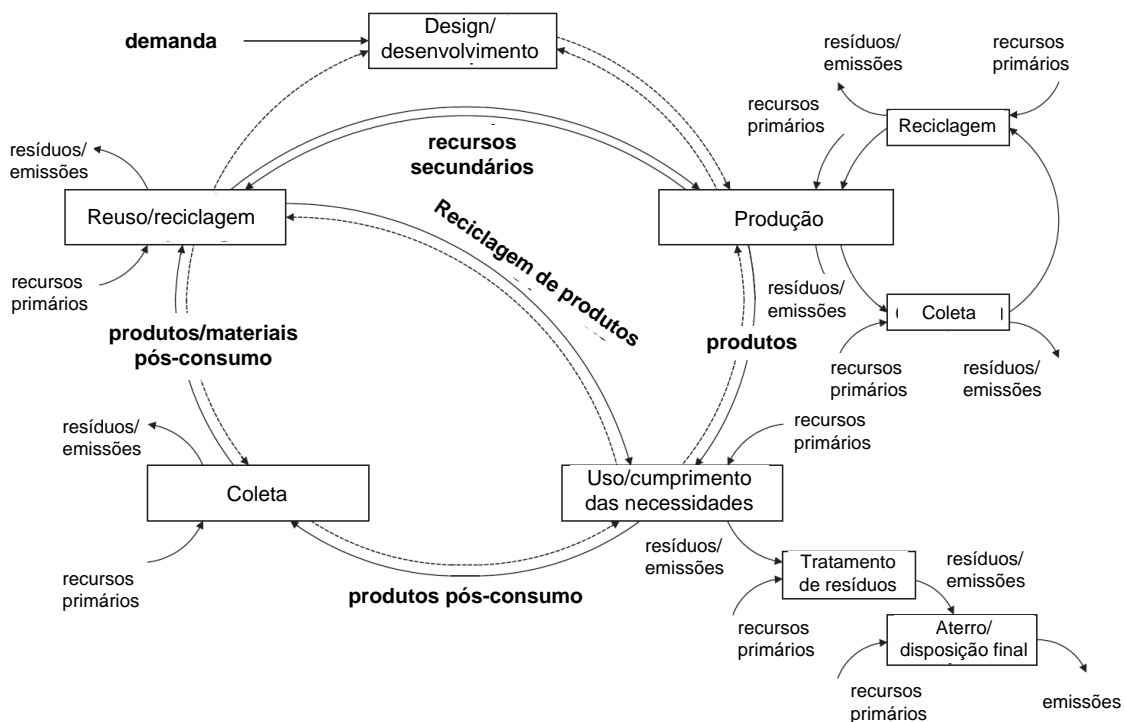 demanda
Design/
desenvolvimento
resíduos/
emissões
recursos
primários
recursos
primários
Reciclagem
recursos
secundários
resíduos/
emissões
Reuso/reciclagem
Reciclagem de produtos
Produção
recursos
primários
resíduos/
emissões
Coleta
produtos/materiais
pós-consumo
produtos
recursos
primários
resíduos/
emissões
resíduos/
emissões
recursos
primários
Coleta
Uso/cumprimento
das necessidades
recursos
primários
produtos pós-consumo
resíduos/
emissões
Tratamento
de resíduos
resíduos/
emissões
recursos
primários
Aterro/
disposição final
recursos
primários
emissões